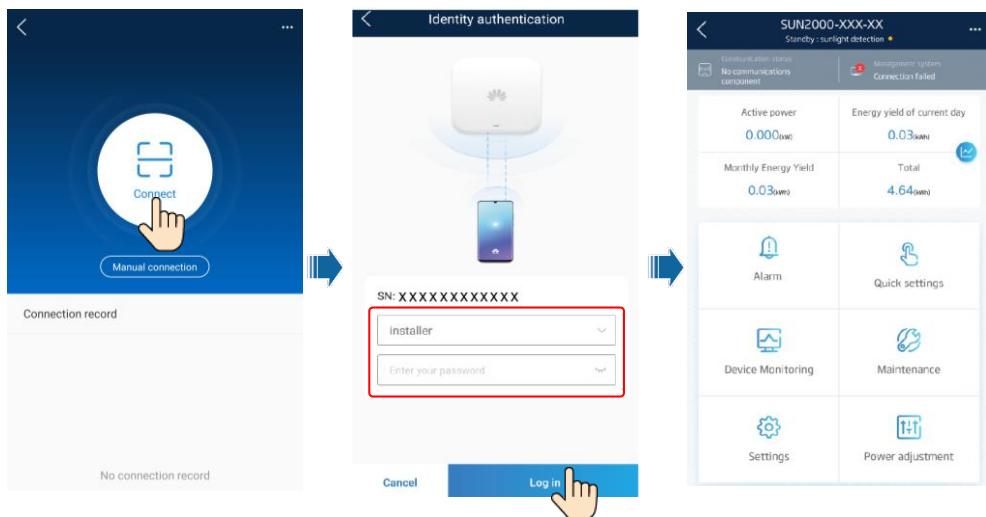 ...
Connect
Manual connection
Connection record
No connection record
Identity authentication
SN: XXXXXXXXXXXX
installer
Enter your password
Cancel
Log in
SUN2000-XXX-XX
Standby : sunlight detection
...
Communication status
No communications
component
Management system
Connection failed
Active power
0.000(kW)
Energy yield of current day
0.03(kWh)
Monthly Energy Yield
0.03(kWh)
Total
4.64(kWh)
Alarm
Quick settings
Device Monitoring
Maintenance
Settings
Power adjustment